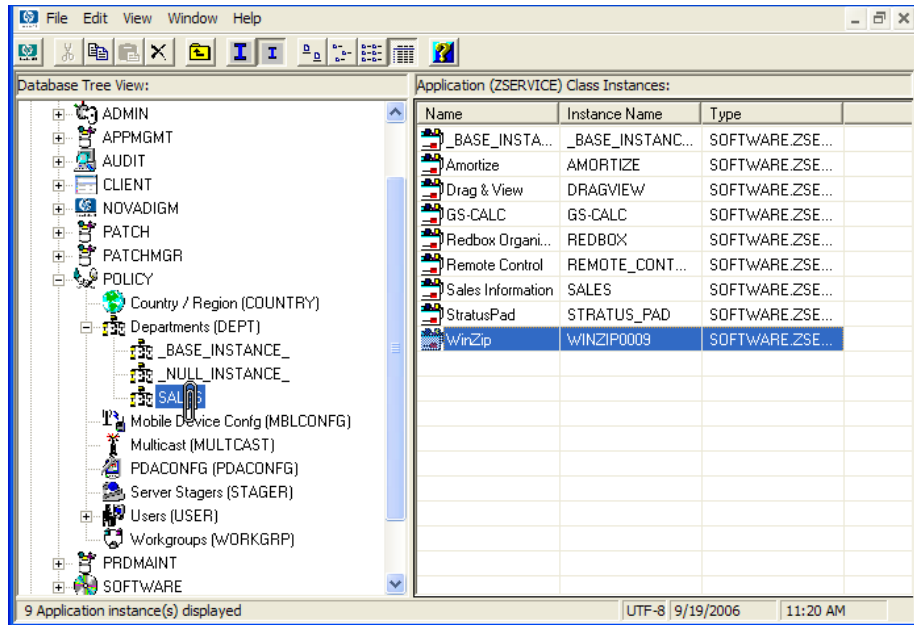 File Edit View Window Help
Database Tree View:
Application (ZSERVICE) Class Instances:
ADMIN
APPMGMT
AUDIT
CLIENT
NOVADIGM
PATCH
PATCHMGR
POLICY
Country / Region (COUNTRY)
Departments (DEPT)
_BASE_INSTANCE_
_NULL_INSTANCE_
SALES
Mobile Device Confg (MBLCONFG)
Multicast (MULTCAST)
PDACONFG (PDACONFG)
Server Stagers (STAGER)
Users (USER)
Workgroups (WORKGRP)
PRDMAINT
SOFTWARE
Name Instance Name Type
_BASE_INSTA... _BASE_INSTANC... SOFTWARE.ZSE...
Amortize AMORTIZE SOFTWARE.ZSE...
Drag & View DRAGVIEW SOFTWARE.ZSE...
GS-CALC GS-CALC SOFTWARE.ZSE...
Redbox Organi... REDBOX SOFTWARE.ZSE...
Remote Control REMOTE_CONT... SOFTWARE.ZSE...
Sales Information SALES SOFTWARE.ZSE...
StratusPad STRATUS_PAD SOFTWARE.ZSE...
WinZip WINZIP0009 SOFTWARE.ZSE...
9 Application instance(s) displayed UTF-8 9/19/2006 11:20 AM